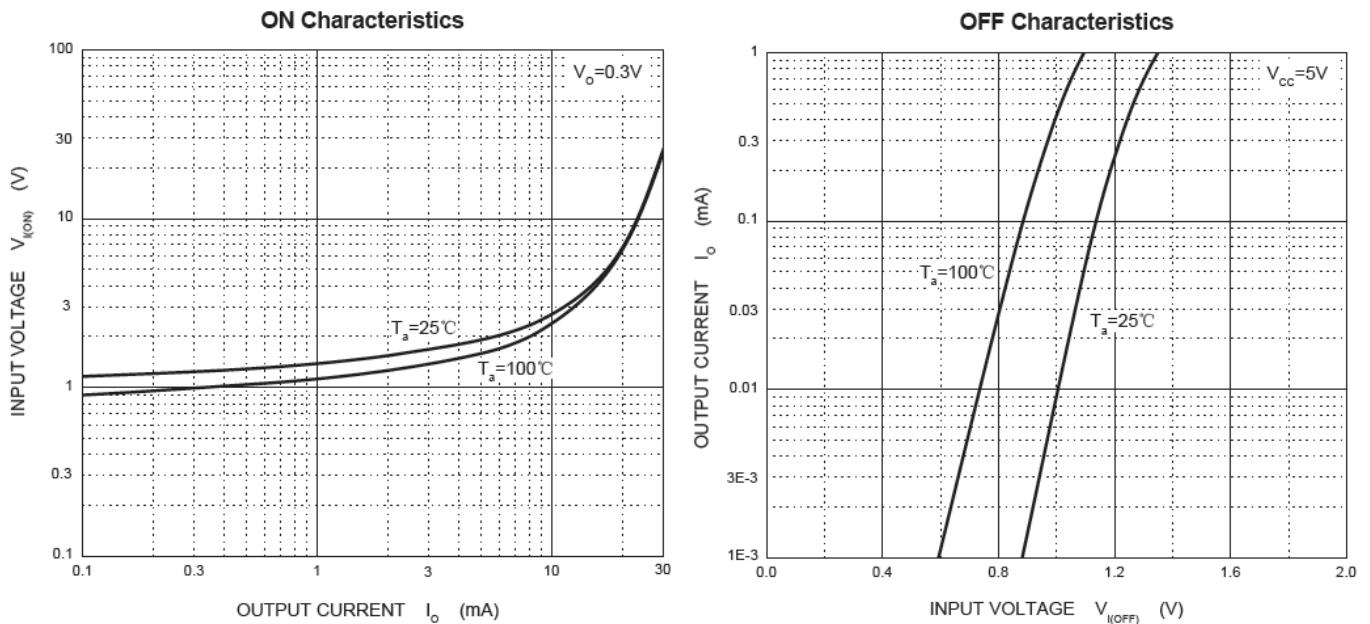 ON Characteristics
100
30
10
3
1
0.3
0.1
INPUT VOLTAGE V_I(ON) (V)
V_O=0.3V
T_a=25℃
T_a=100℃
0.1
0.3
1
3
10
30
OUTPUT CURRENT I_O (mA)
OFF Characteristics
1
0.3
0.1
0.03
0.01
3E-3
1E-3
OUTPUT CURRENT I_O (mA)
V_CC=5V
T_a=100℃
T_a=25℃
0.0
0.4
0.8
1.2
1.6
2.0
INPUT VOLTAGE V_I(OFF) (V)